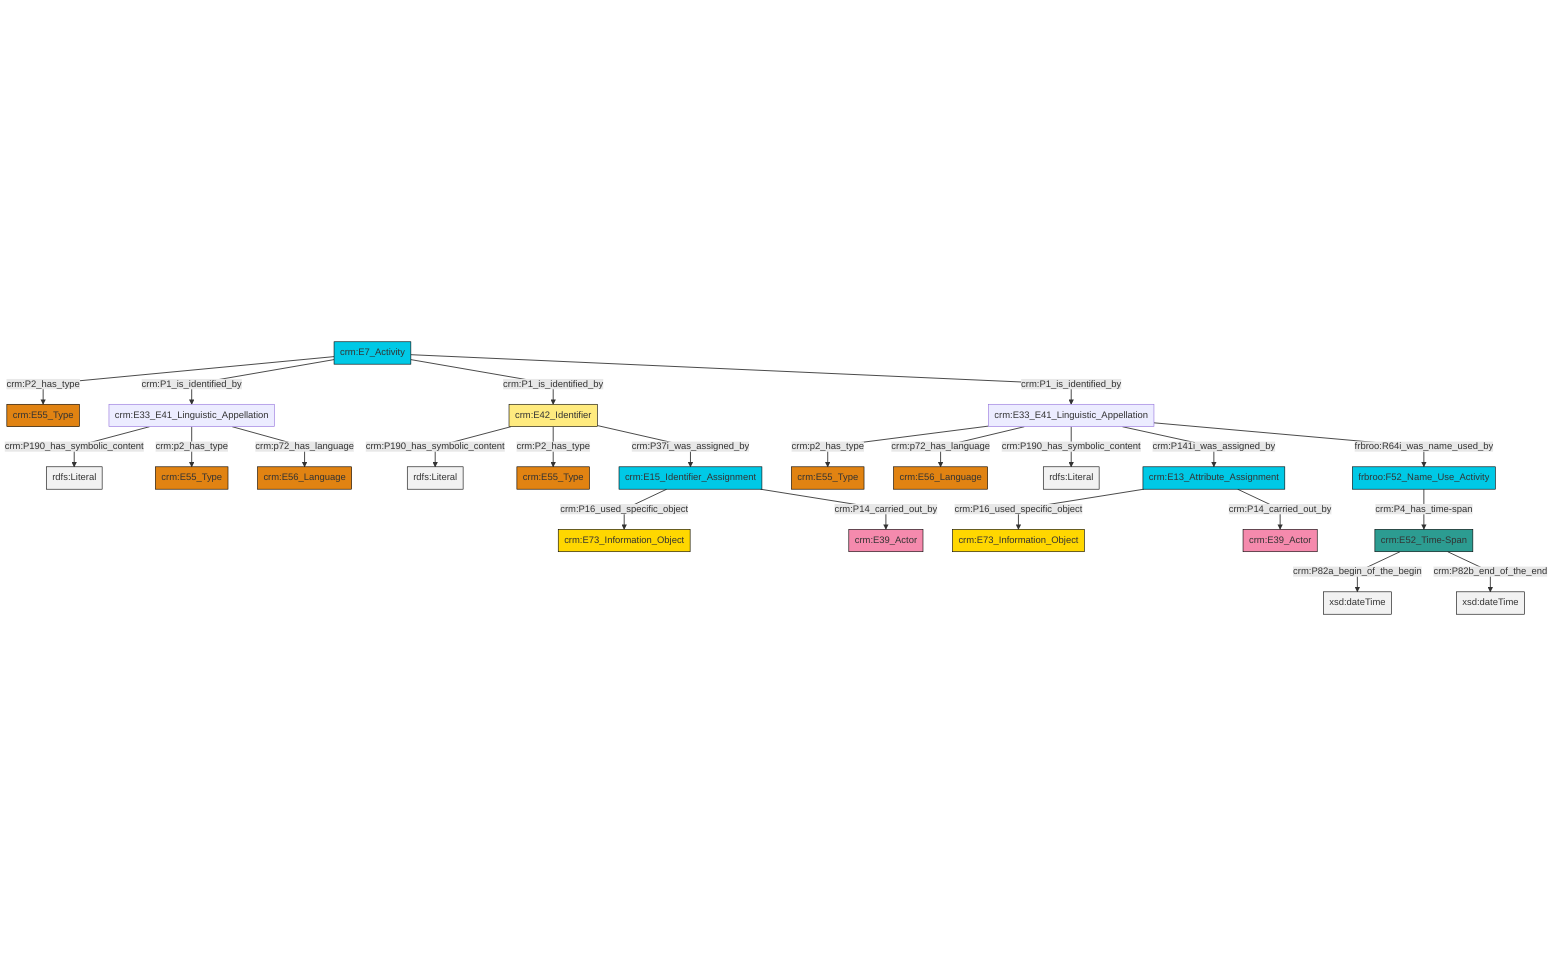 crm:E7_Activity
crm:P2_has_type
crm:P1_is_identified_by
crm:P1_is_identified_by
crm:P1_is_identified_by
crm:E55_Type
crm:E33_E41_Linguistic_Appellation
crm:E42_Identifier
crm:E33_E41_Linguistic_Appellation
crm:P190_has_symbolic_content
crm:p2_has_type
crm:p72_has_language
crm:P190_has_symbolic_content
crm:P2_has_type
crm:P37i_was_assigned_by
crm:p2_has_type
crm:p72_has_language
crm:P190_has_symbolic_content
crm:P141i_was_assigned_by
frbroo:R64i_was_name_used_by
rdfs:Literal
crm:E55_Type
crm:E56_Language
rdfs:Literal
crm:E55_Type
crm:E15_Identifier_Assignment
crm:E55_Type
crm:E56_Language
rdfs:Literal
crm:E13_Attribute_Assignment
frbroo:F52_Name_Use_Activity
crm:P16_used_specific_object
crm:P14_carried_out_by
crm:P16_used_specific_object
crm:P14_carried_out_by
crm:P4_has_time-span
crm:E73_Information_Object
crm:E39_Actor
crm:E73_Information_Object
crm:E39_Actor
crm:E52_Time-Span
crm:P82a_begin_of_the_begin
crm:P82b_end_of_the_end
xsd:dateTime
xsd:dateTime